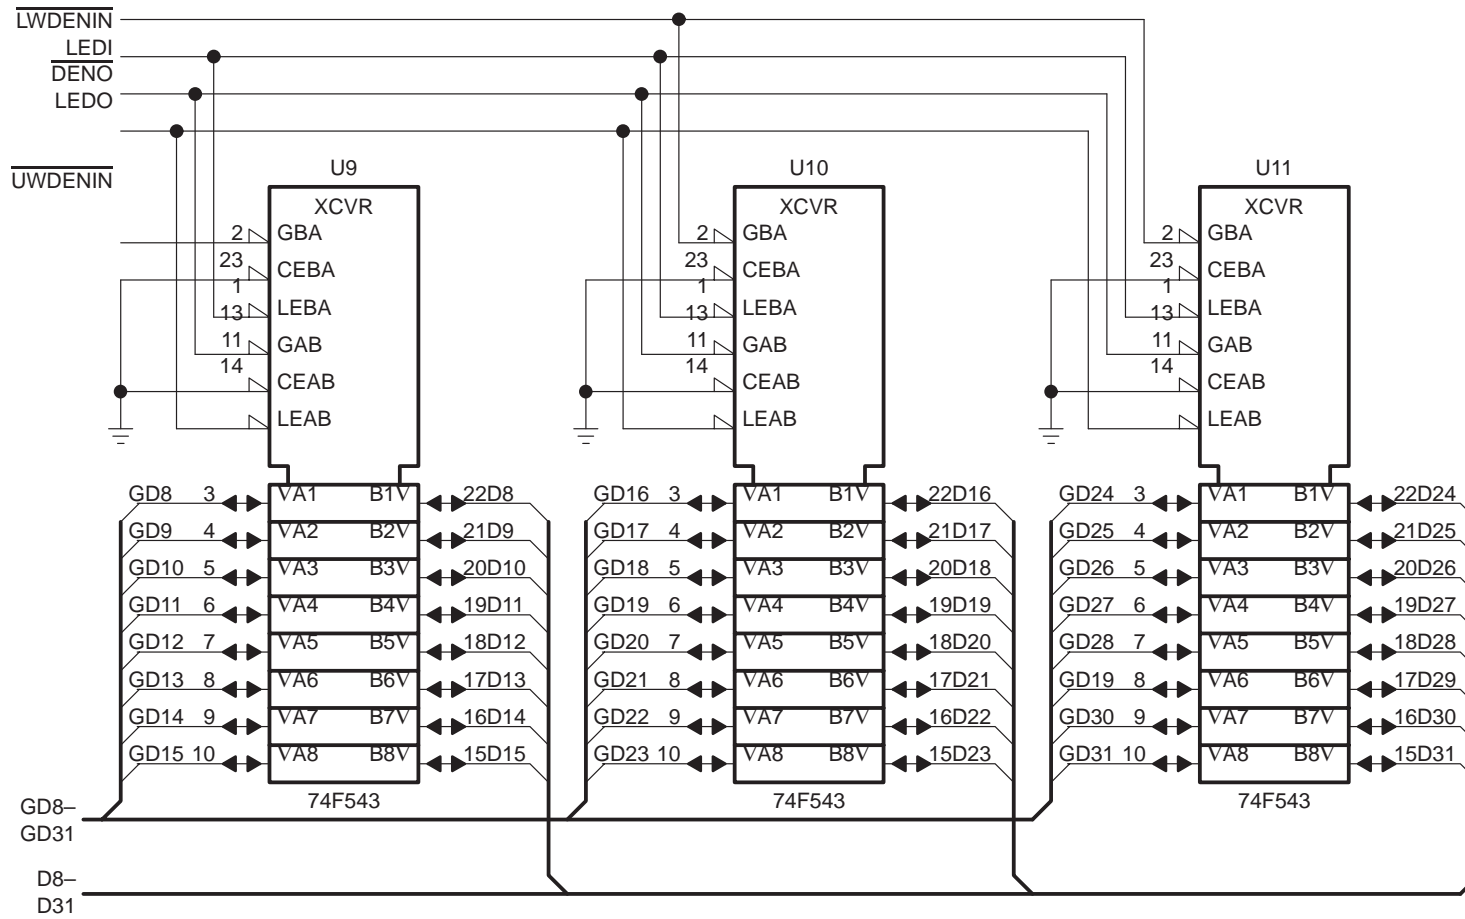 LWDENIN
LEDI
DENO
LEDO
UWDENIN
U9
XCVR
2 GBA
23 CEBA
1 LEBA
13 GAB
11 CEAB
14 LEAB
GD8 3 VA1 B1V 22D8
GD9 4 VA2 B2V 21D9
GD10 5 VA3 B3V 20D10
GD11 6 VA4 B4V 19D11
GD12 7 VA5 B5V 18D12
GD13 8 VA6 B6V 17D13
GD14 9 VA7 B7V 16D14
GD15 10 VA8 B8V 15D15
74F543
U10
XCVR
2 GBA
23 CEBA
1 LEBA
13 GAB
11 CEAB
14 LEAB
GD16 3 VA1 B1V 22D16
GD17 4 VA2 B2V 21D17
GD18 5 VA3 B3V 20D18
GD19 6 VA4 B4V 19D19
GD20 7 VA5 B5V 18D20
GD21 8 VA6 B6V 17D21
GD22 9 VA7 B7V 16D22
GD23 10 VA8 B8V 15D23
74F543
U11
XCVR
2 GBA
23 CEBA
1 LEBA
13 GAB
11 CEAB
14 LEAB
GD24 3 VA1 B1V 22D24
GD25 4 VA2 B2V 21D25
GD26 5 VA3 B3V 20D26
GD27 6 VA4 B4V 19D27
GD28 7 VA5 B5V 18D28
GD19 8 VA6 B6V 17D29
GD30 9 VA7 B7V 16D30
GD31 10 VA8 B8V 15D31
74F543
GD8–
GD31
D8–
D31